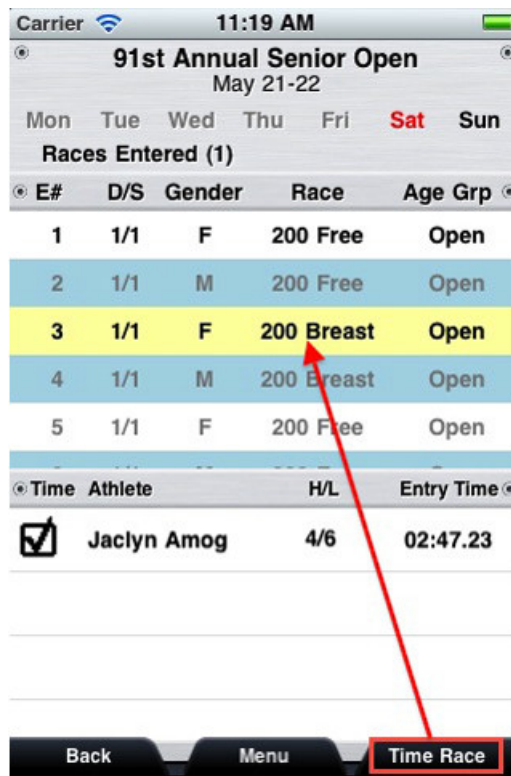 Carrier 11:19 AM
91st Annual Senior Open
May 21-22
Mon Tue Wed Thu Fri Sat Sun
Races Entered (1)
E# D/S Gender Race Age Grp
1 1/1 F 200 Free Open
2 1/1 M 200 Free Open
3 1/1 F 200 Breast Open
4 1/1 M 200 Breast Open
5 1/1 F 200 Free Open
Time Athlete H/L Entry Time
Jaclyn Amog 4/6 02:47.23
Back Menu Time Race